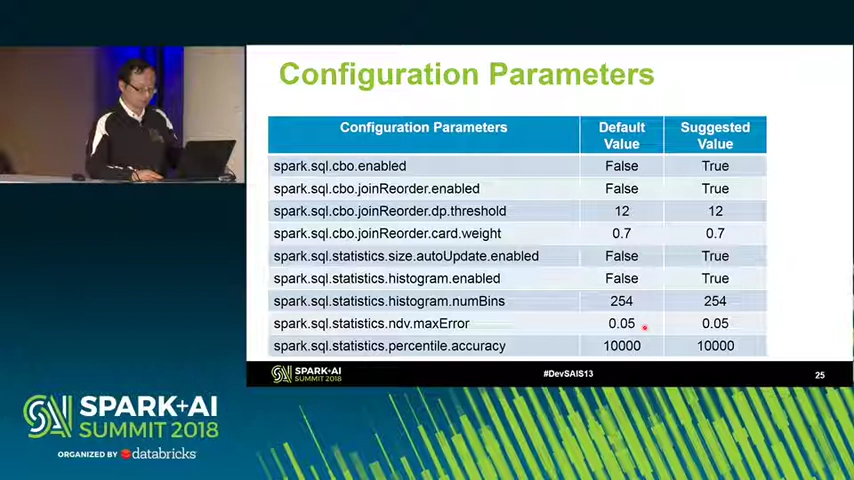 Configuration Parameters
Configuration Parameters Default Value Suggested Value
spark.sql.cbo.enabled False True
spark.sql.cbo.joinReorder.enabled False True
spark.sql.cbo.joinReorder.dp.threshold 12 12
spark.sql.cbo.joinReorder.card.weight 0.7 0.7
spark.sql.statistics.size.autoUpdate.enabled False True
spark.sql.statistics.histogram.enabled False True
spark.sql.statistics.histogram.numBins 254 254
spark.sql.statistics.ndv.maxError 0.05 0.05
spark.sql.statistics.percentile.accuracy 10000 10000
SPARK+AI
SUMMIT 2018
#DevSAIS13
25
SPARK+AI
SUMMIT 2018
ORGANIZED BY databricks